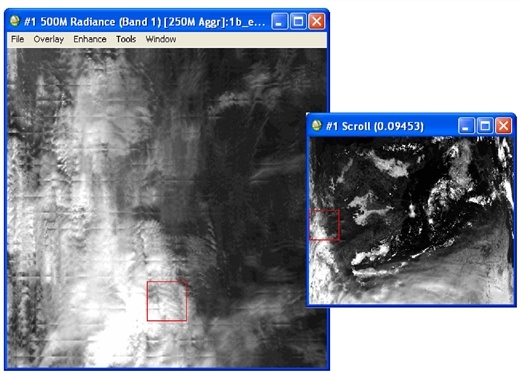 #1 500M Radiance (Band 1) [250M Aggr]:1b_e...
File Overlay Enhance Tools Window
#1 Scroll (0.09453)